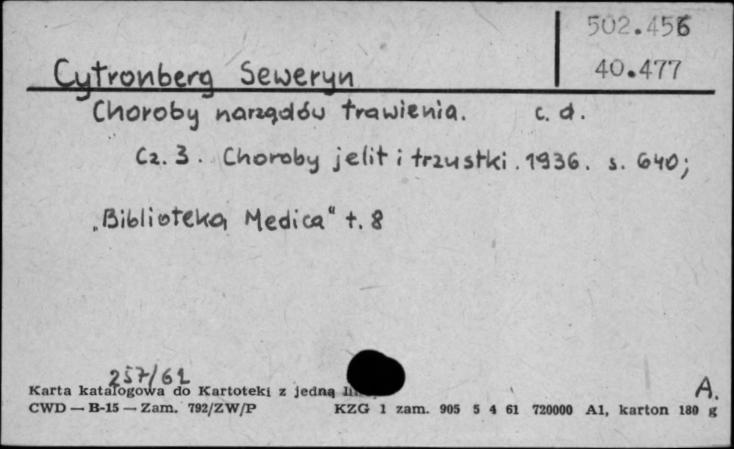 502.456
Cytronberg Seweryn
40.477
Choroby narządów trawienia. c. d.
Cz. 3. Choroby jelit i trzustki. 1936. s. 640;
„Biblioteka Medica" t. 8
257/61
Karta katalogowa do Kartoteki z jedną
A.
CWD — B-15 — Zam. 792/ZW/P KZG 1 zam. 905 5 4 61 720000 A1, karton 180 g